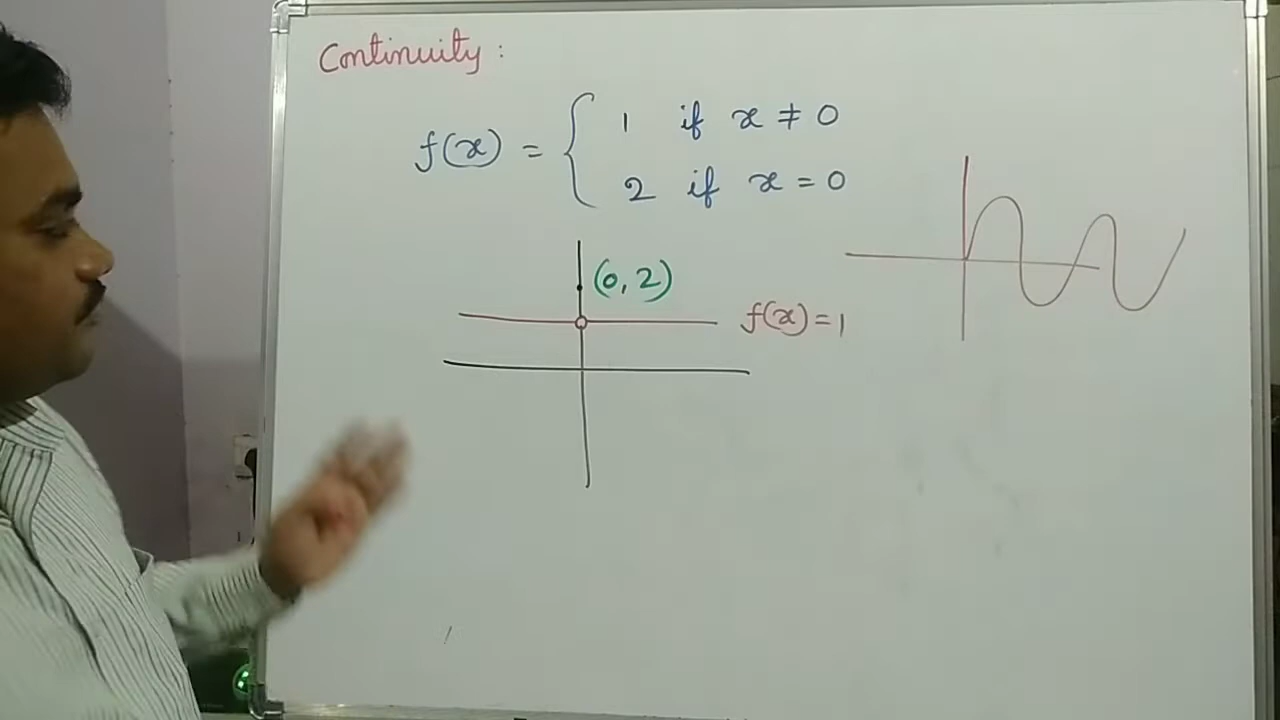 Continuity :
f(x) = { 1 if x ≠ 0
2 if x = 0
(0, 2)
f(x) = 1